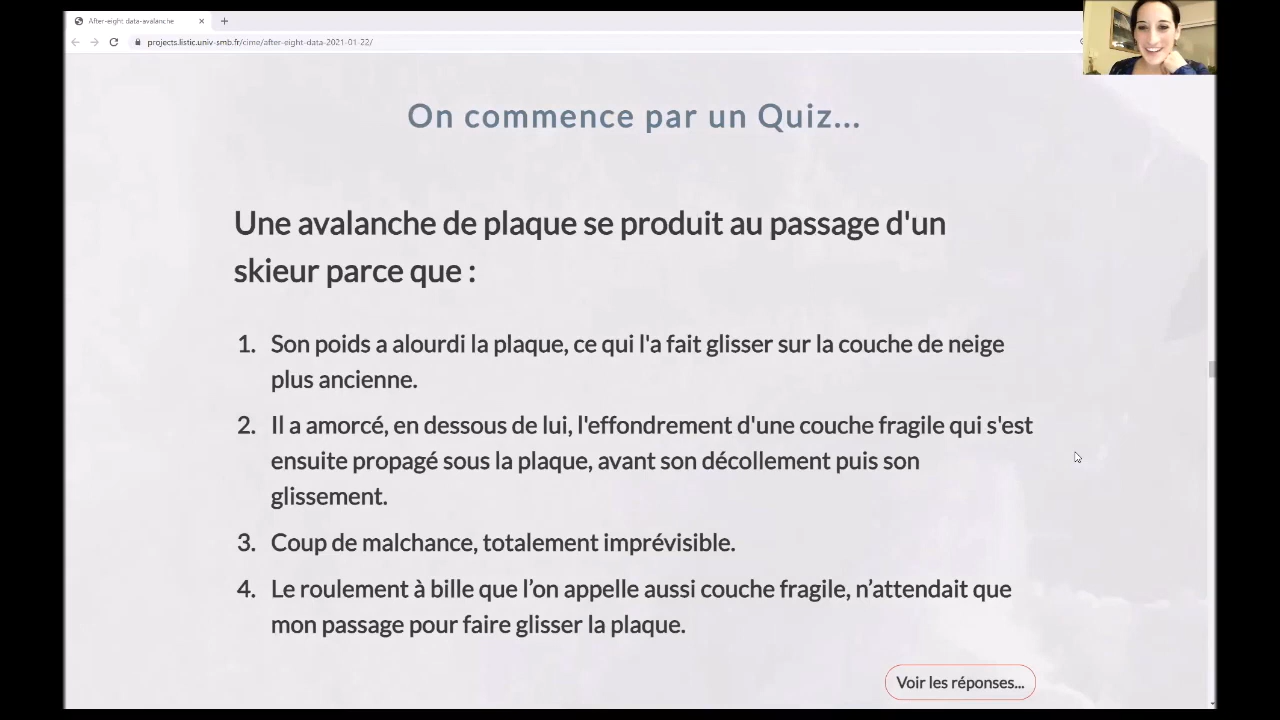 After-eight data-avalanche
projects.listic.univ-smb.fr/cimo/after-eight-data-2021-01-22/
On commence par un Quiz...
Une avalanche de plaque se produit au passage d'un
skieur parce que :
1. Son poids a alourdi la plaque, ce qui l'a fait glisser sur la couche de neige
plus ancienne.
2. Il a amorcé, en dessous de lui, l'effondrement d'une couche fragile qui s'est
ensuite propagé sous la plaque, avant son décollement puis son
glissement.
3. Coup de malchance, totalement imprévisible.
4. Le roulement à bille que l’on appelle aussi couche fragile, n’attendait que
mon passage pour faire glisser la plaque.
Voir les réponses...